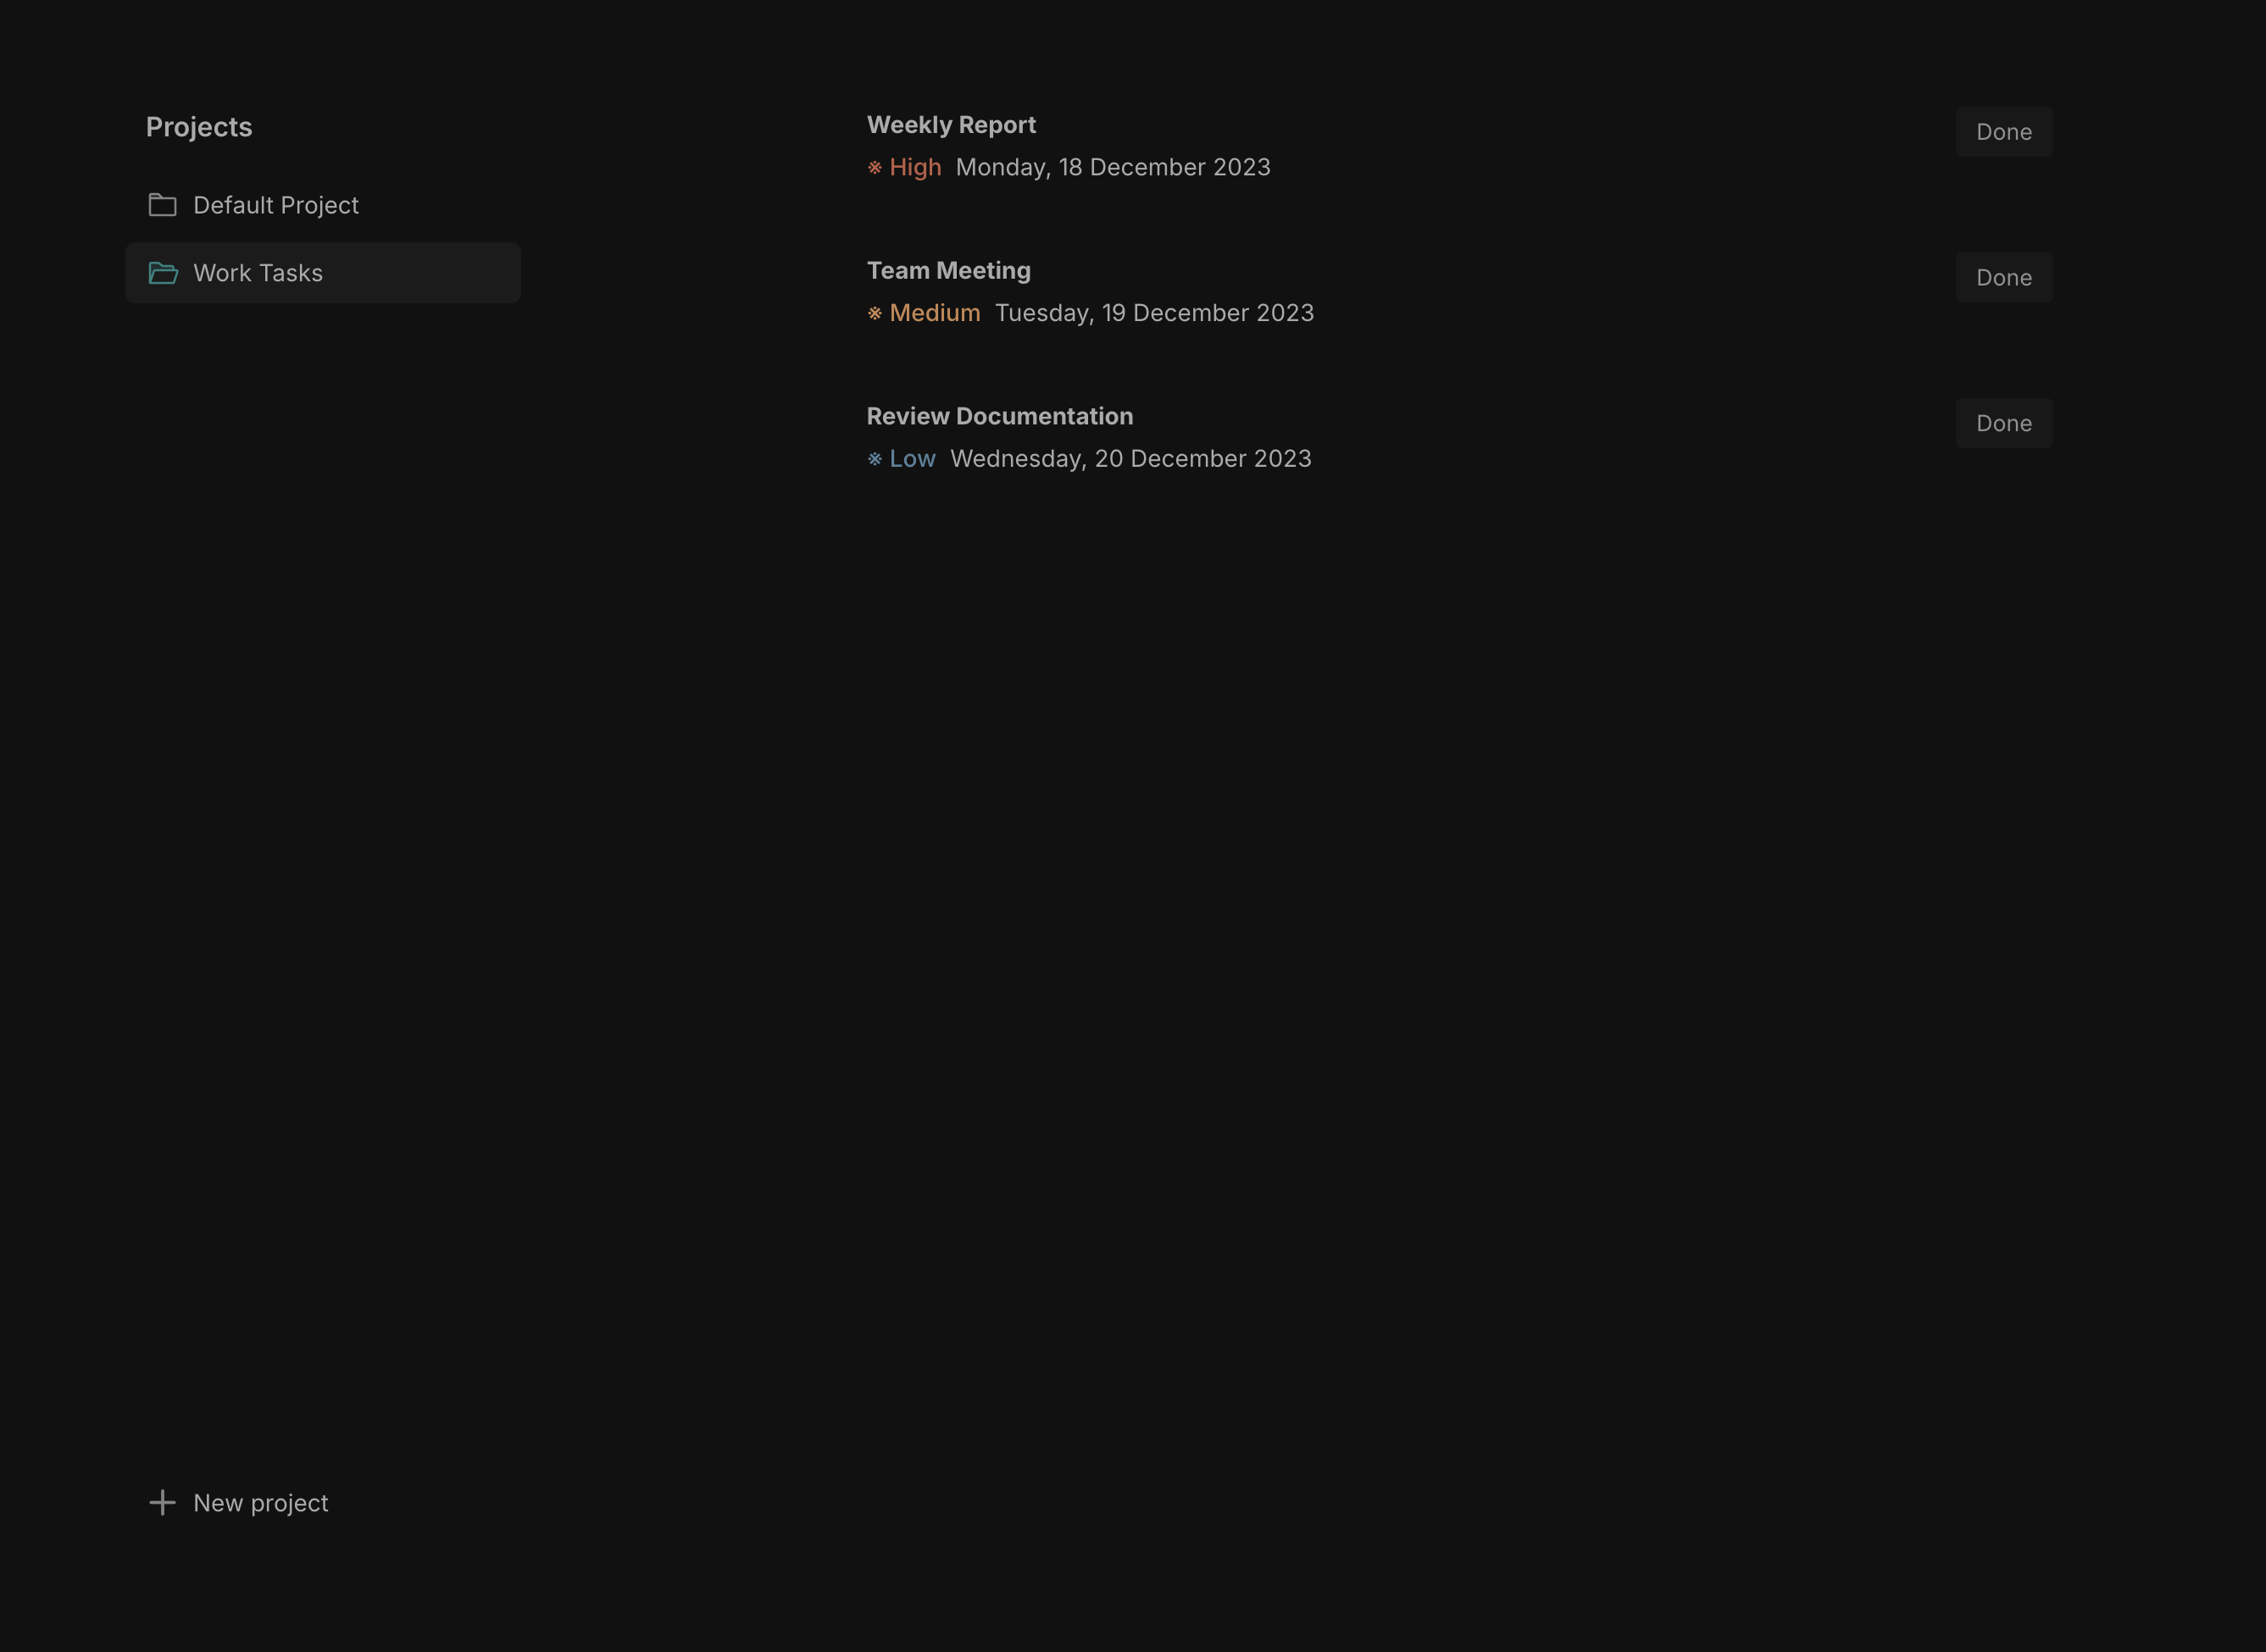 Projects
Default Project
Work Tasks
New project
Weekly Report
Done
※ High Monday, 18 December 2023
Team Meeting
Done
※ Medium Tuesday, 19 December 2023
Review Documentation
Done
※ Low Wednesday, 20 December 2023